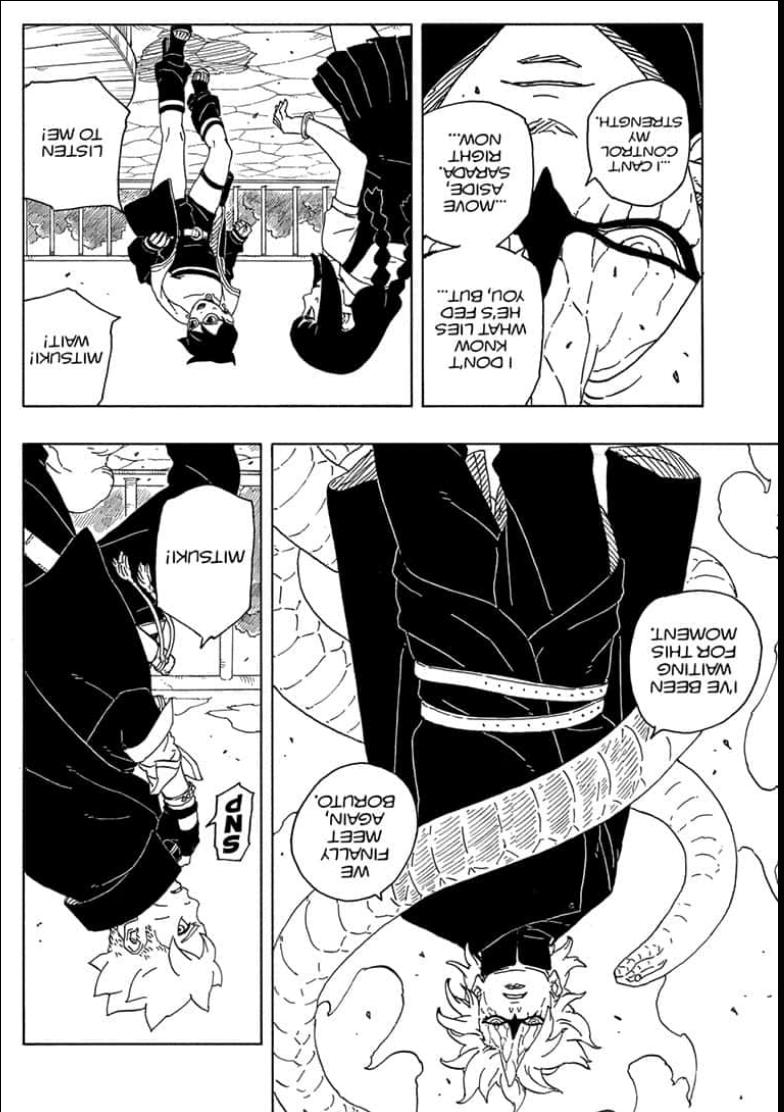 SNP
MITSUKI!
WE
FINALLY
MEET
AGAIN,
BORUTO.
I'VE BEEN
WAITING
FOR THIS
MOMENT.
MITSUKI!
WAIT!
LISTEN
TO ME!
I DON'T
KNOW
WHAT LIES
HE'S FED
YOU, BUT...
...MOVE
ASIDE,
SARADA.
RIGHT
NOW...
...I CAN'T
CONTROL
MY
STRENGTH.